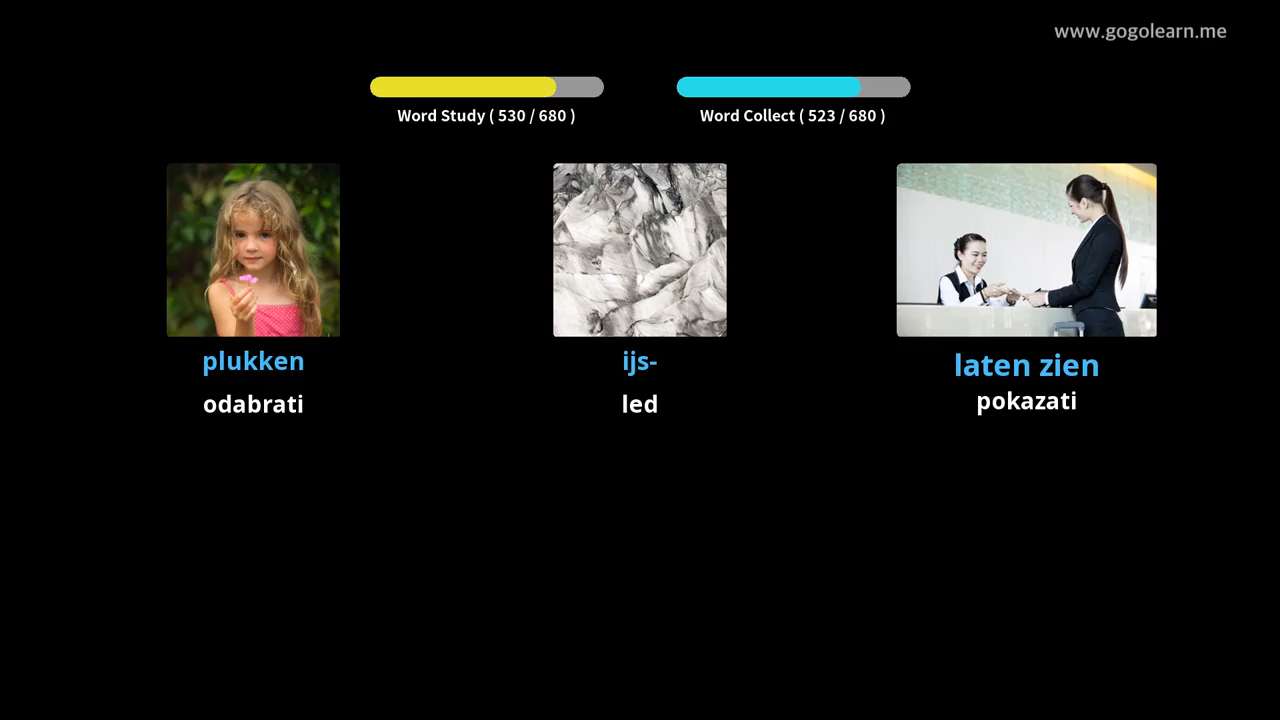 www.gogolearn.me
Word Study ( 530 / 680 )
Word Collect ( 523 / 680 )
plukken
odabrati
ijs-
led
laten zien
pokazati